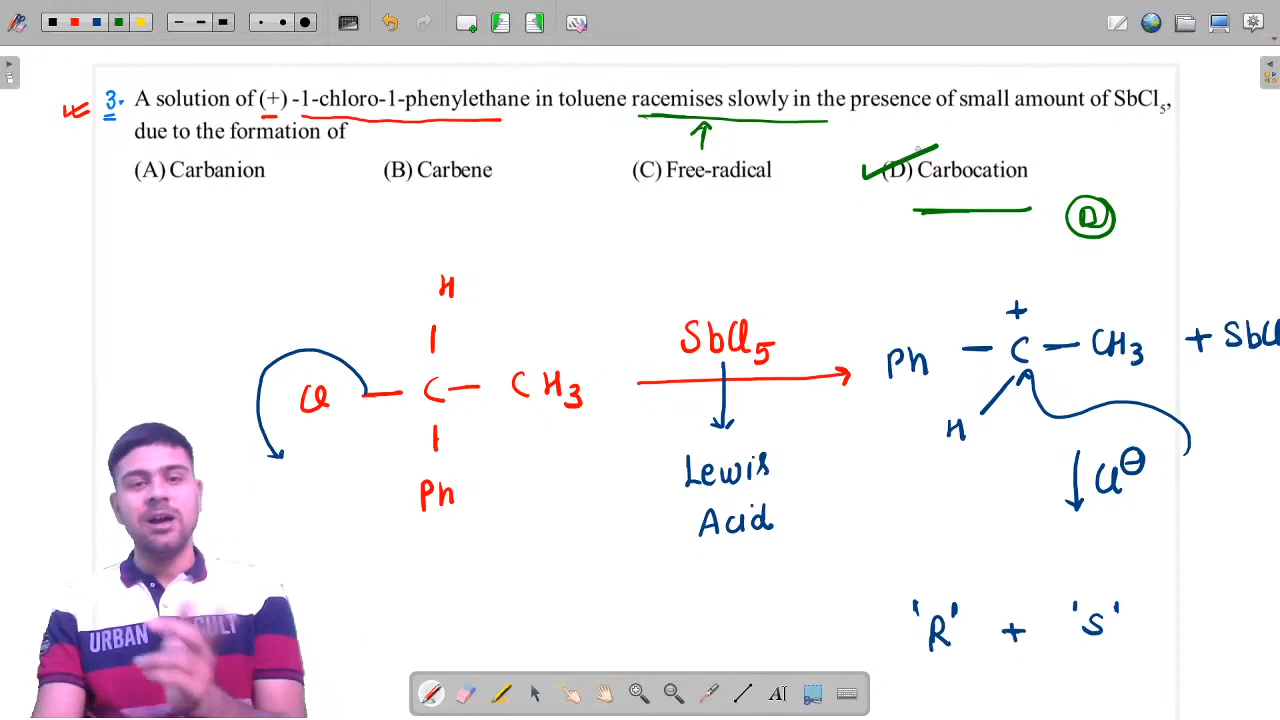 3. A solution of (+) -1-chloro-1-phenylethane in toluene racemises slowly in the presence of small amount of SbCl5,
due to the formation of
(A) Carbanion (B) Carbene (C) Free-radical (D) Carbocation
D
H
Cl - C - CH3
Ph
SbCl5
Lewis
Acid
+
Ph - C - CH3 + SbCl
H
Cl⊖
'R' + 'S'
URBAN CULT
AI